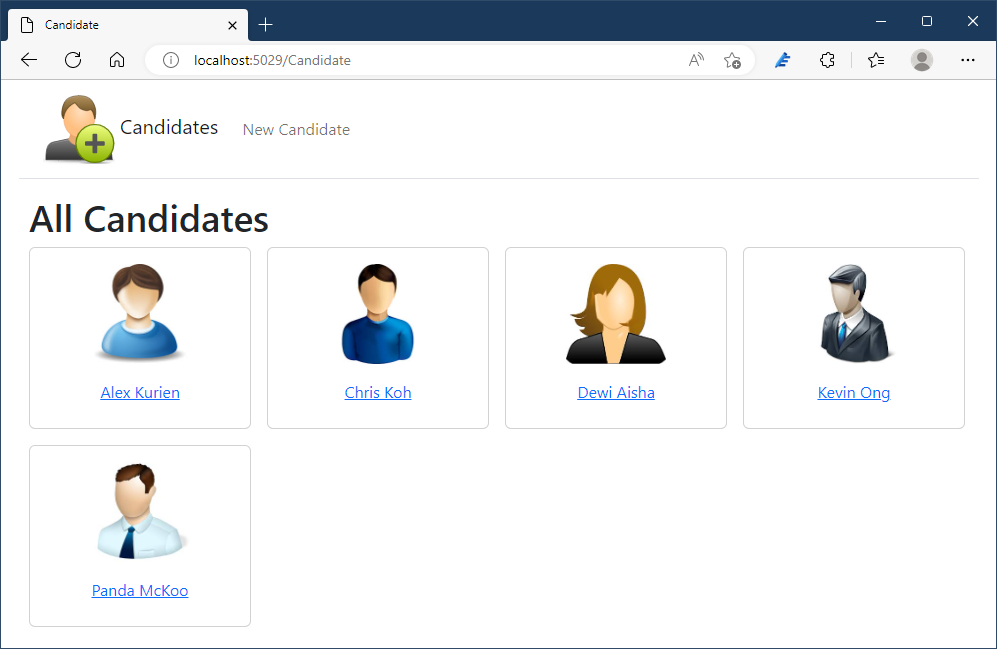 Candidate
localhost:5029/Candidate
Candidates New Candidate
All Candidates
Alex Kurien Chris Koh Dewi Aisha Kevin Ong
Panda McKoo